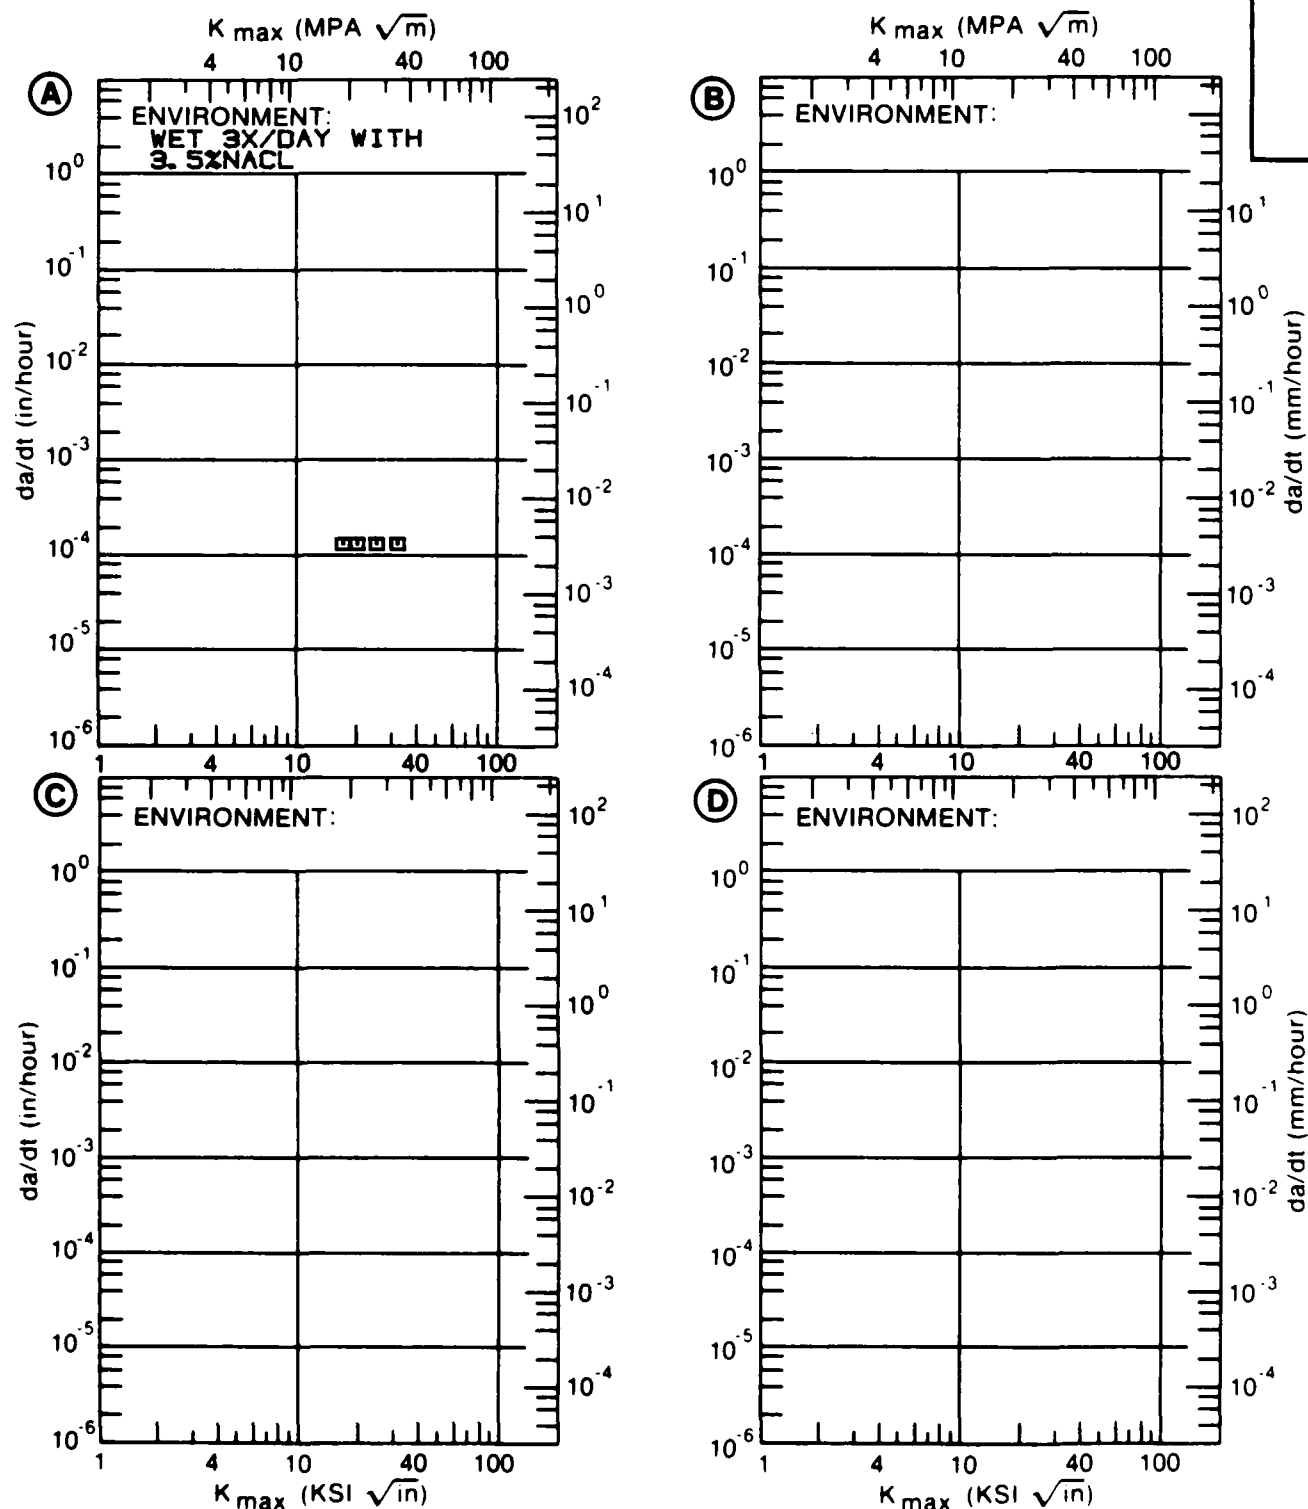 K max (MPA √m)
4 10 40 100
K max (MPA √m)
4 10 40 100
A
ENVIRONMENT:
WET 3X/DAY WITH
3.5%NACL
10^0
10^-1
10^-2
10^-3
10^-4
10^-5
10^-6
da/dt (in/hour)
10^2
10^1
10^0
10^-1
10^-2
10^-3
10^-4
1 4 10 40 100
B
ENVIRONMENT:
10^0
10^-1
10^-2
10^-3
10^-4
10^-5
10^-6
10^1
10^0
10^-1
10^-2
10^-3
10^-4
da/dt (mm/hour)
1 4 10 40 100
C
ENVIRONMENT:
10^0
10^-1
10^-2
10^-3
10^-4
10^-5
10^-6
da/dt (in/hour)
10^2
10^1
10^0
10^-1
10^-2
10^-3
10^-4
1 4 10 40 100
K max (KSI √in)
D
ENVIRONMENT:
10^0
10^-1
10^-2
10^-3
10^-4
10^-5
10^-6
10^2
10^1
10^0
10^-1
10^-2
10^-3
10^-4
da/dt (mm/hour)
1 4 10 40 100
K max (KSI √in)